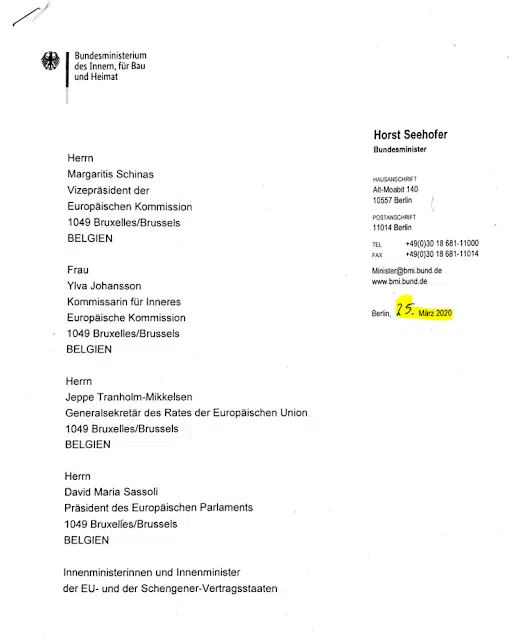 Bundesministerium
des Innern, für Bau
und Heimat
Horst Seehofer
Bundesminister
HAUSANSCHRIFT
Alt-Moabit 140
10557 Berlin
POSTANSCHRIFT
11014 Berlin
TEL +49(0)30 18 681-11000
FAX +49(0)30 18 681-11014
Minister@bmi.bund.de
www.bmi.bund.de
Berlin, 25. März 2020
Herrn
Margaritis Schinas
Vizepräsident der
Europäischen Kommission
1049 Bruxelles/Brussels
BELGIEN
Frau
Ylva Johansson
Kommissarin für Inneres
Europäische Kommission
1049 Bruxelles/Brussels
BELGIEN
Herrn
Jeppe Tranholm-Mikkelsen
Generalsekretär des Rates der Europäischen Union
1049 Bruxelles/Brussels
BELGIEN
Herrn
David Maria Sassoli
Präsident des Europäischen Parlaments
1049 Bruxelles/Brussels
BELGIEN
Innenministerinnen und Innenminister
der EU- und der Schengener-Vertragsstaaten